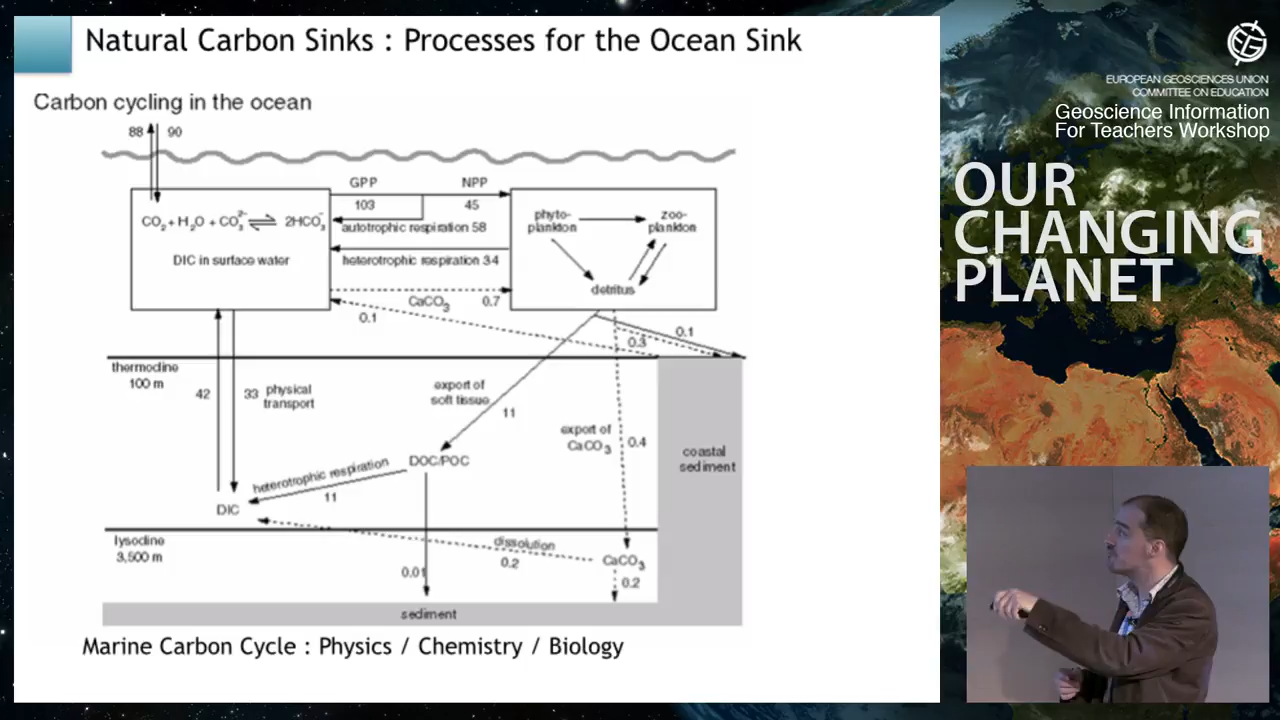 Natural Carbon Sinks : Processes for the Ocean Sink
Carbon cycling in the ocean
88 90
GPP NPP
103 45
CO2 + H2O + CO3^2- ⇌ 2HCO3^-
autotrophic respiration 58
DIC in surface water
heterotrophic respiration 34
phyto-
plankton
zoo-
plankton
detritus
CaCO3 0.7
0.1
0.1
0.3
thermocline
100 m
42
33 physical
transport
export of
soft tissue
11
export of
CaCO3
0.4
coastal
sediment
DOC/POC
heterotrophic respiration
11
DIC
lysocline
3,500 m
dissolution
0.2
CaCO3
0.01
0.2
sediment
Marine Carbon Cycle : Physics / Chemistry / Biology
EUROPEAN GEOSCIENCES UNION
COMMITTEE ON EDUCATION
Geoscience Information
For Teachers Workshop
OUR
CHANGING
PLANET